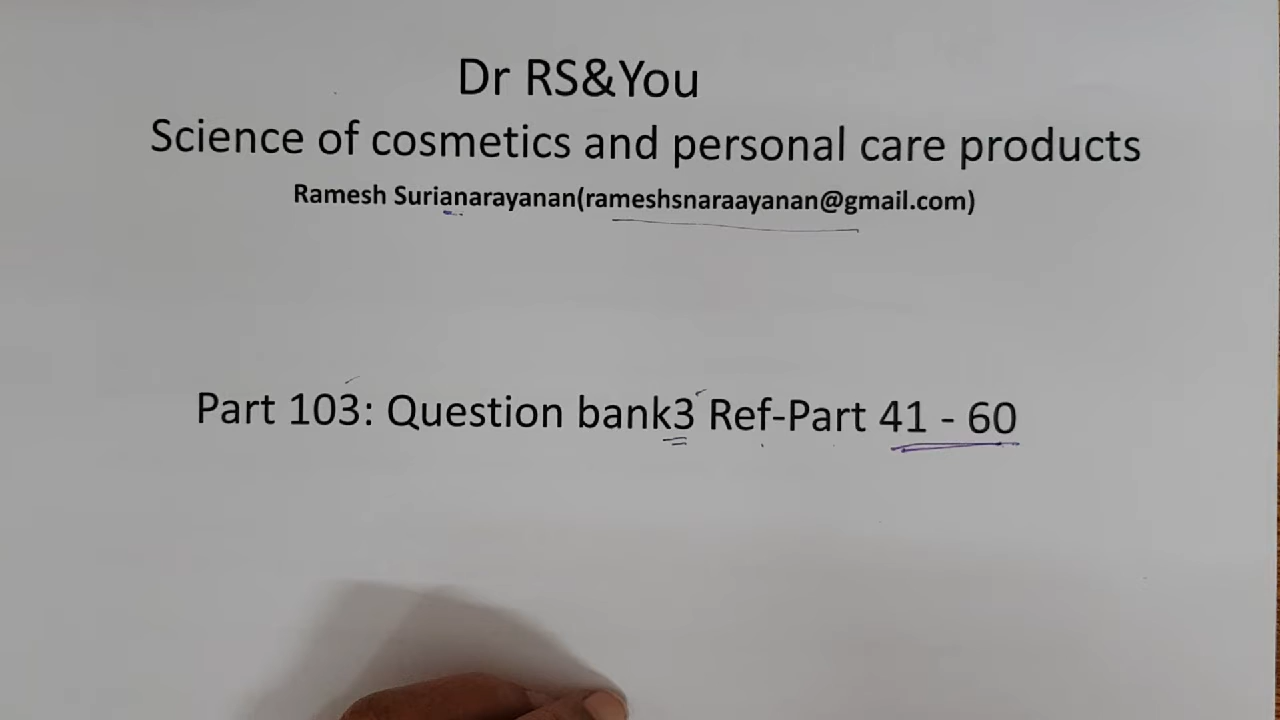 Dr RS&You
Science of cosmetics and personal care products
Ramesh Surianarayanan(rameshsnaraayanan@gmail.com)
Part 103: Question bank3 Ref-Part 41 - 60